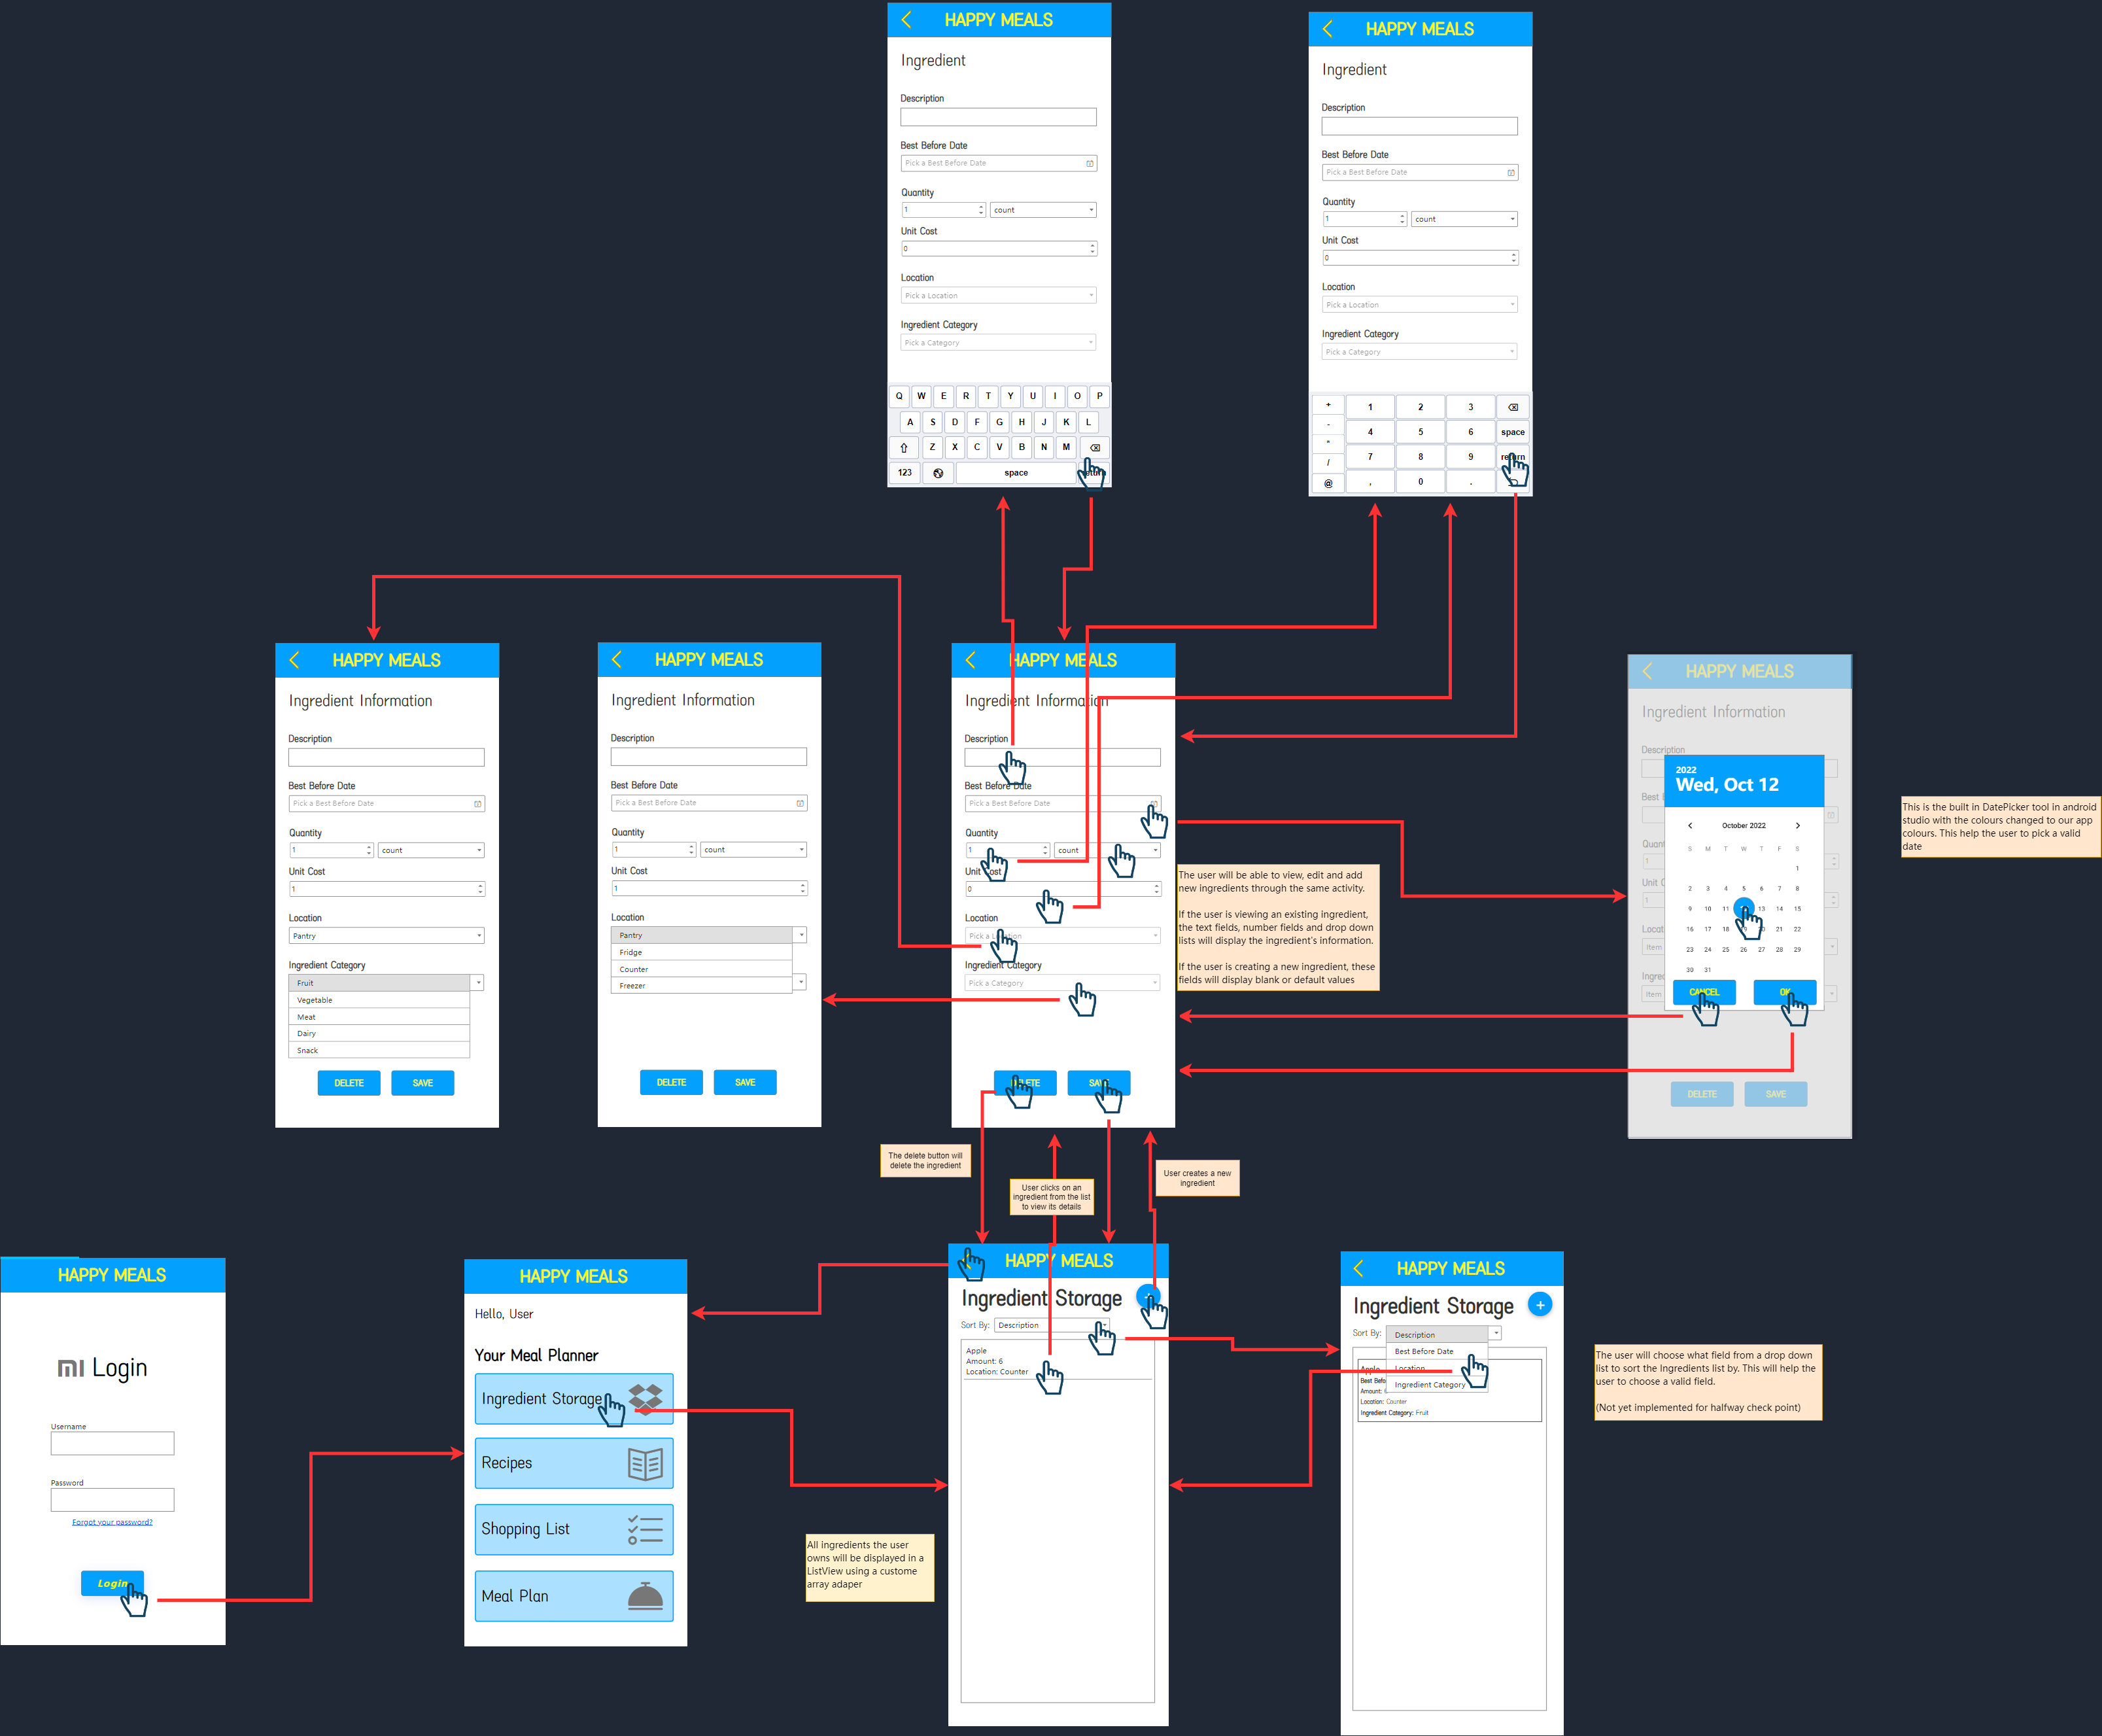 HAPPY MEALS
Ingredient
Description
Best Before Date
Pick a Best Before Date
Quantity
1 count
Unit Cost
0
Location
Pick a Location
Ingredient Category
Pick a Category
Q W E R T Y U I O P
A S D F G H J K L
Z X C V B N M
123 space return
HAPPY MEALS
Ingredient
Description
Best Before Date
Pick a Best Before Date
Quantity
1 count
Unit Cost
0
Location
Pick a Location
Ingredient Category
Pick a Category
+ 1 2 3
- 4 5 6 space
*
/ 7 8 9 return
@ , 0 .
HAPPY MEALS
Ingredient Information
Description
Best Before Date
Pick a Best Before Date
Quantity
1 count
Unit Cost
1
Location
Pantry
Ingredient Category
Fruit
Vegetable
Meat
Dairy
Snack
DELETE SAVE
HAPPY MEALS
Ingredient Information
Description
Best Before Date
Pick a Best Before Date
Quantity
1 count
Unit Cost
1
Location
Pantry
Fridge
Counter
Freezer
DELETE SAVE
HAPPY MEALS
Ingredient Information
Description
Best Before Date
Pick a Best Before Date
Quantity
1 count
Unit Cost
0
Location
Pick a Location
Ingredient Category
Pick a Category
DELETE SAVE
The user will be able to view, edit and add
new ingredients through the same activity.
If the user is viewing an existing ingredient,
the text fields, number fields and drop down
lists will display the ingredient's information.
If the user is creating a new ingredient, these
fields will display blank or default values
HAPPY MEALS
Ingredient Information
Description
Best
Quant
1
Unit C
1
Locat
Item
Ingre
Item
2022
Wed, Oct 12
October 2022
S M T W T F S
1
2 3 4 5 6 7 8
9 10 11 13 14 15
16 17 18 19 20 21 22
23 24 25 26 27 28 29
30 31
CANCEL OK
DELETE SAVE
This is the built in DatePicker tool in android
studio with the colours changed to our app
colours. This help the user to pick a valid
date
The delete button will
delete the ingredient
User clicks on an
ingredient from the list
to view its details
User creates a new
ingredient
HAPPY MEALS
Login
Username
Password
Forgot your password?
Login
HAPPY MEALS
Hello, User
Your Meal Planner
Ingredient Storage
Recipes
Shopping List
Meal Plan
All ingredients the user
owns will be displayed in a
ListView using a custome
array adaper
HAPPY MEALS
Ingredient Storage +
Sort By: Description
Apple
Amount: 6
Location: Counter
HAPPY MEALS
Ingredient Storage +
Sort By: Description
Best Before Date
Location
Ingredient Category
Apple
Best Befo
Amount:
Location: Counter
Ingredient Category: Fruit
The user will choose what field from a drop down
list to sort the Ingredients list by. This will help the
user to choose a valid field.
(Not yet implemented for halfway check point)